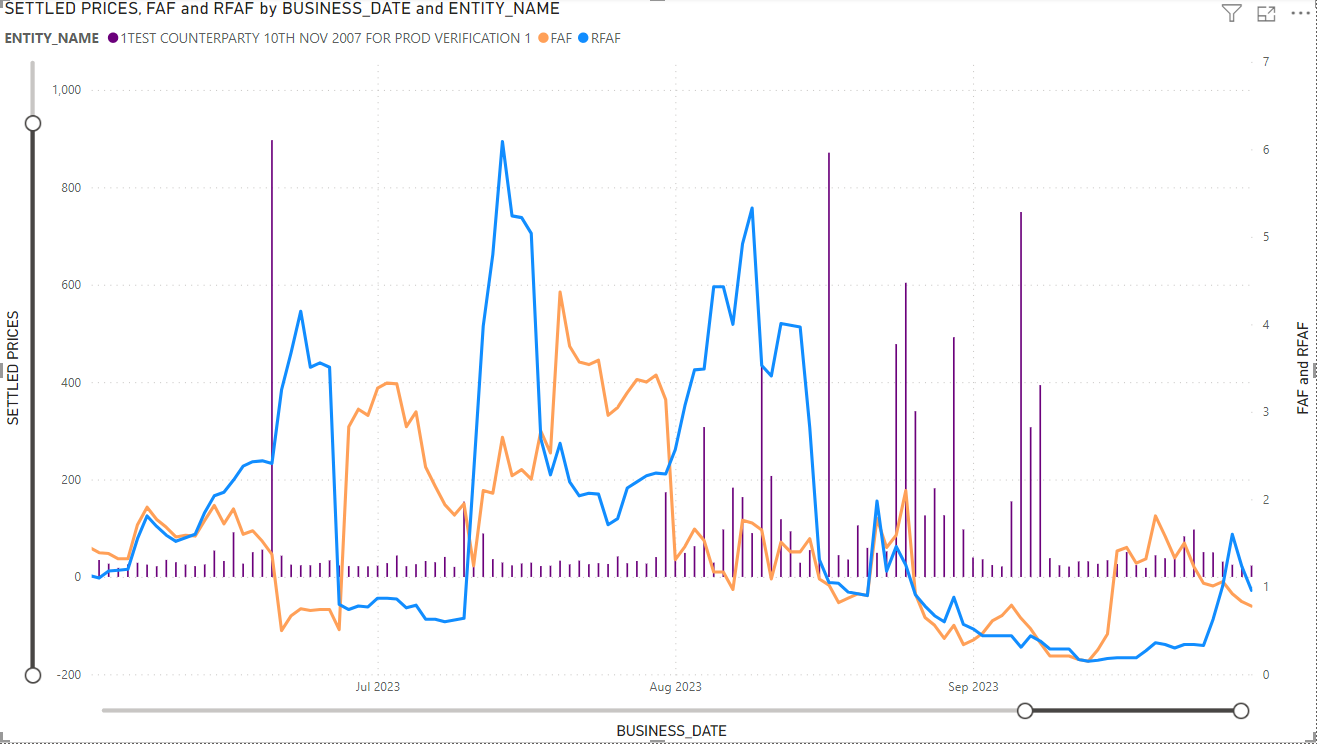 SETTLED PRICES, FAF and RFAF by BUSINESS_DATE and ENTITY_NAME
ENTITY_NAME 1TEST COUNTERPARTY 10TH NOV 2007 FOR PROD VERIFICATION 1 FAF RFAF
SETTLED PRICES
1,000
800
600
400
200
0
-200
7
6
5
4
3
2
1
0
FAF and RFAF
Jul 2023 Aug 2023 Sep 2023
BUSINESS_DATE